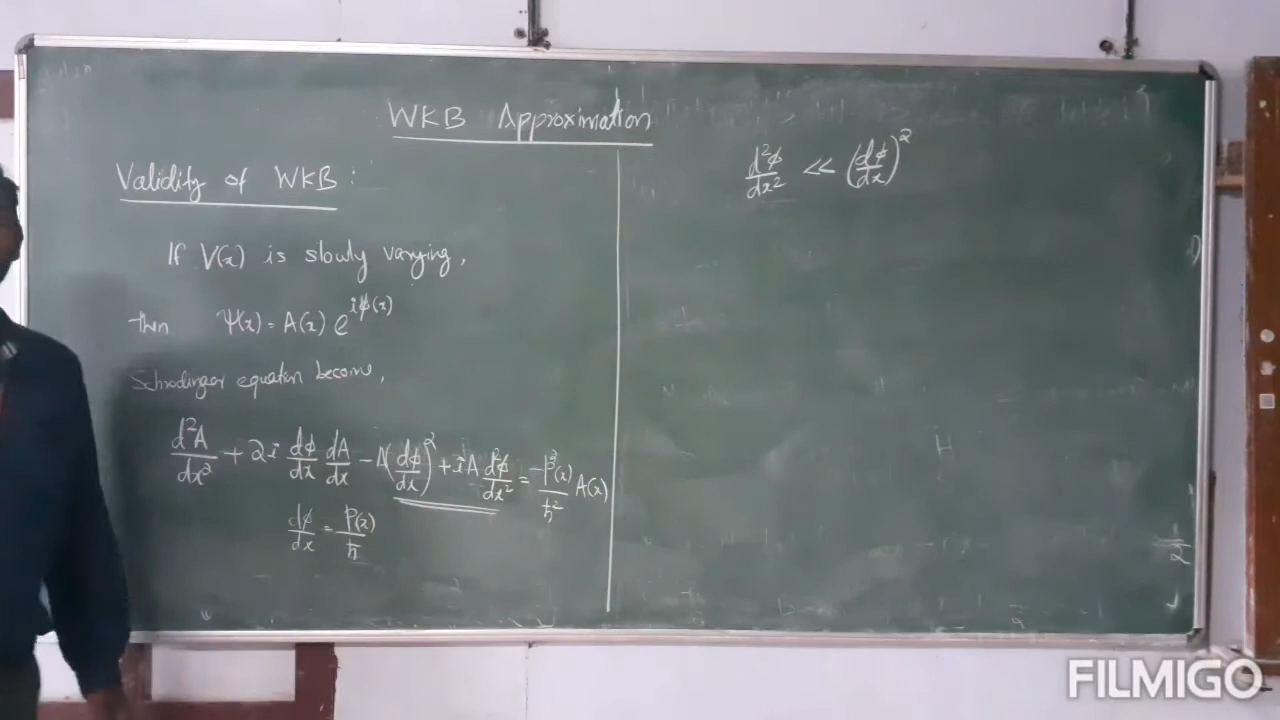 WKB Approximation
Validity of WKB:
If V(x) is slowly varying,
then ψ(x) = A(x) e^{iϕ(x)}
Schrodinger equation become,
d²A/dx² + 2i dϕ/dx dA/dx - A(dϕ/dx)² + iA d²ϕ/dx² = -p²(x)/ħ² A(x)
dϕ/dx = p(x)/ħ
d²ϕ/dx² << (dϕ/dx)²
FILMIGO